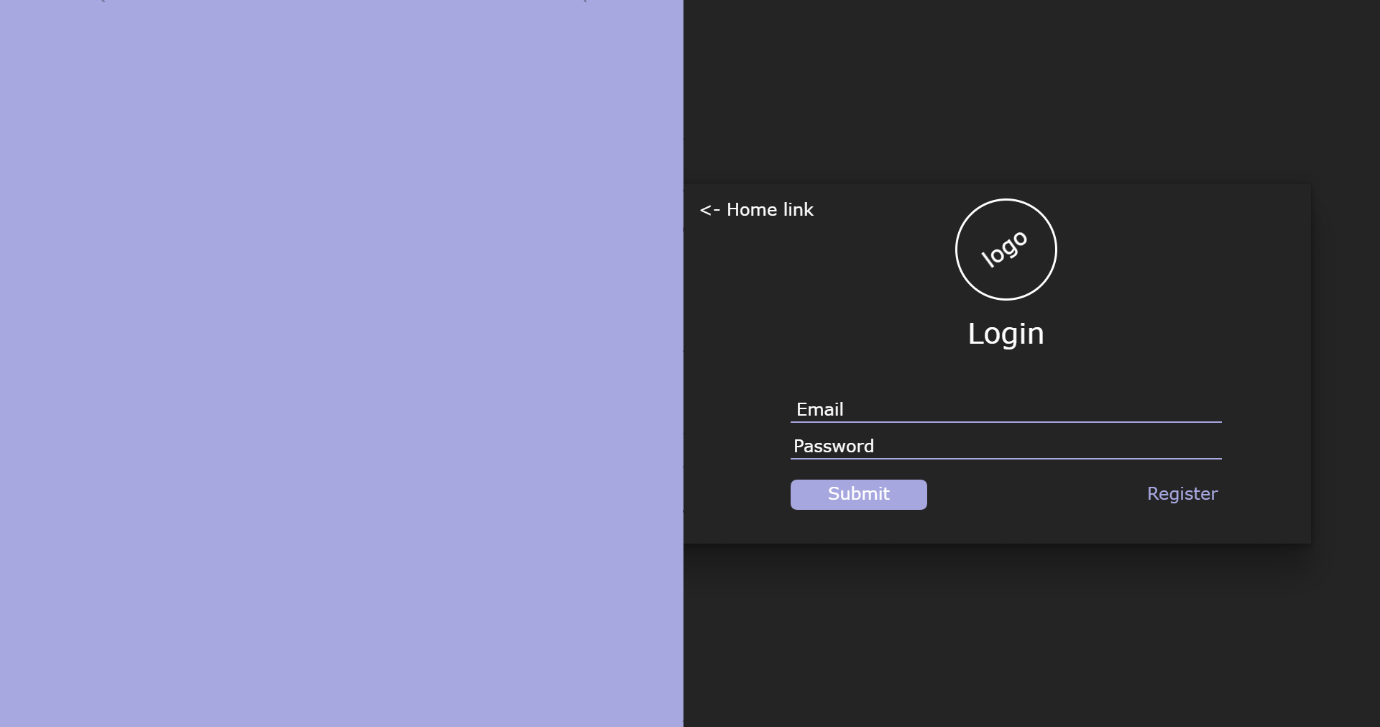 <- Home link
logo
Login
Email
Password
Submit
Register